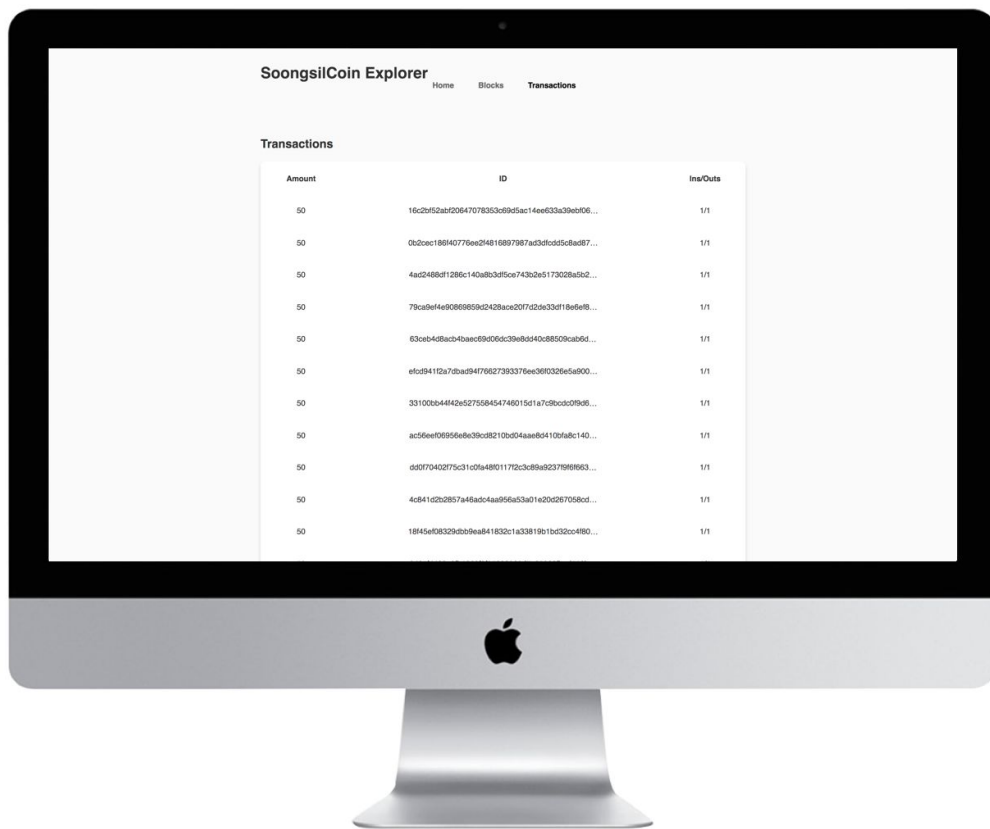 SoongsilCoin Explorer
Home Blocks Transactions
Transactions
Amount ID Ins/Outs
50 16c2bf52abf20647078353c69d5ac14ee633a39ebf06... 1/1
50 0b2cec186f40776ee2f4816897987ad3dfcdd5c8ad87... 1/1
50 4ad2488df1286c140a8b3df5ce743b2e5173028a5b2... 1/1
50 79ca9ef4e90869859d2428ace20f7d2de33df18e6ef8... 1/1
50 63ceb4d8acb4baec69d06dc39e8dd40c88509cab6d... 1/1
50 efcd941f2a7dbad94f76627393376ee36f0326e5a900... 1/1
50 33100bb44f42e527558454746015d1a7c9bcdc0f9d6... 1/1
50 ac56eef06956e8e39cd8210bd04aae8d410bfa8c140... 1/1
50 dd0f70402f75c31c0fa48f0117f2c3c89a9237f9f6f663... 1/1
50 4c841d2b2857a46adc4aa956a53a01e20d267058cd... 1/1
50 18f45ef08329dbb9ea841832c1a33819b1bd32cc4f80... 1/1